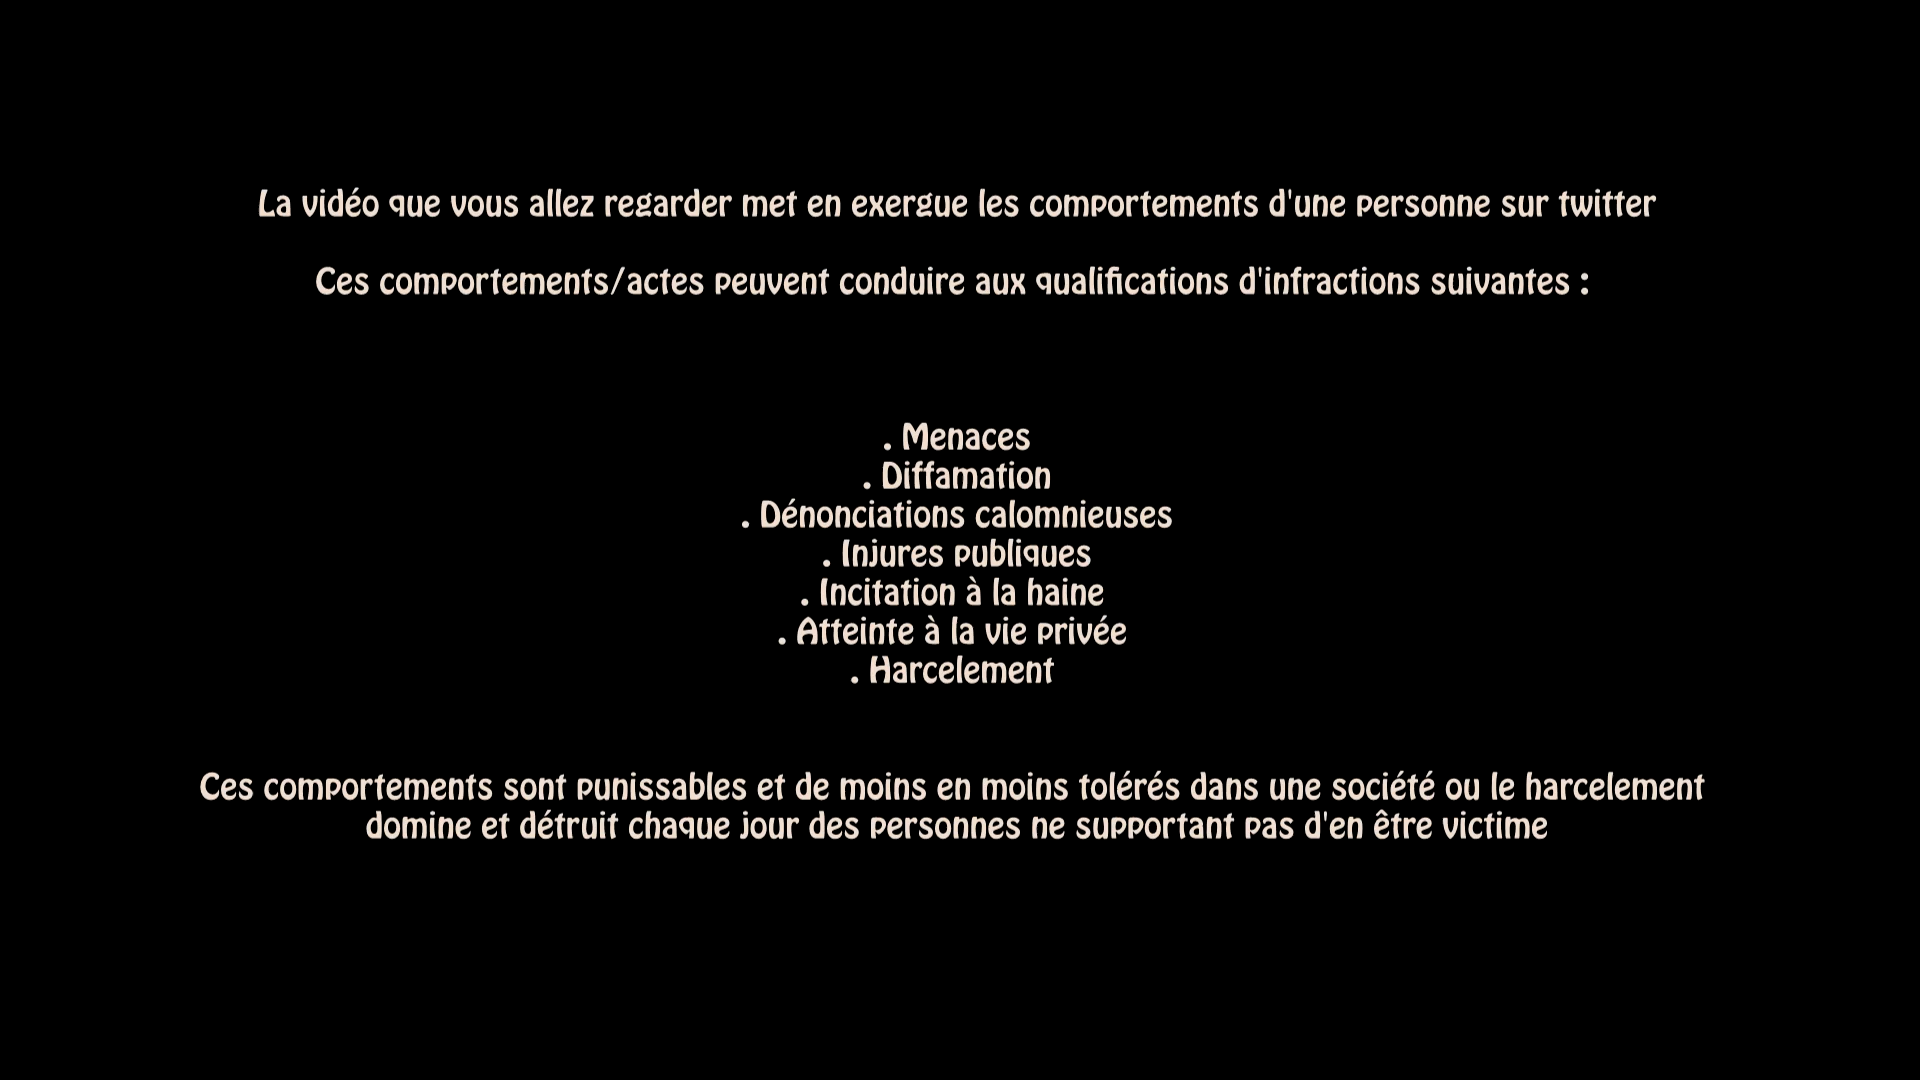 La vidéo que vous allez regarder met en exergue les comportements d'une personne sur twitter
Ces comportements/actes peuvent conduire aux qualifications d'infractions suivantes :
. Menaces
. Diffamation
. Dénonciations calomnieuses
. Injures publiques
. Incitation à la haine
. Atteinte à la vie privée
. Harcelement
Ces comportements sont punissables et de moins en moins tolérés dans une société ou le harcelement
domine et détruit chaque jour des personnes ne supportant pas d'en être victime